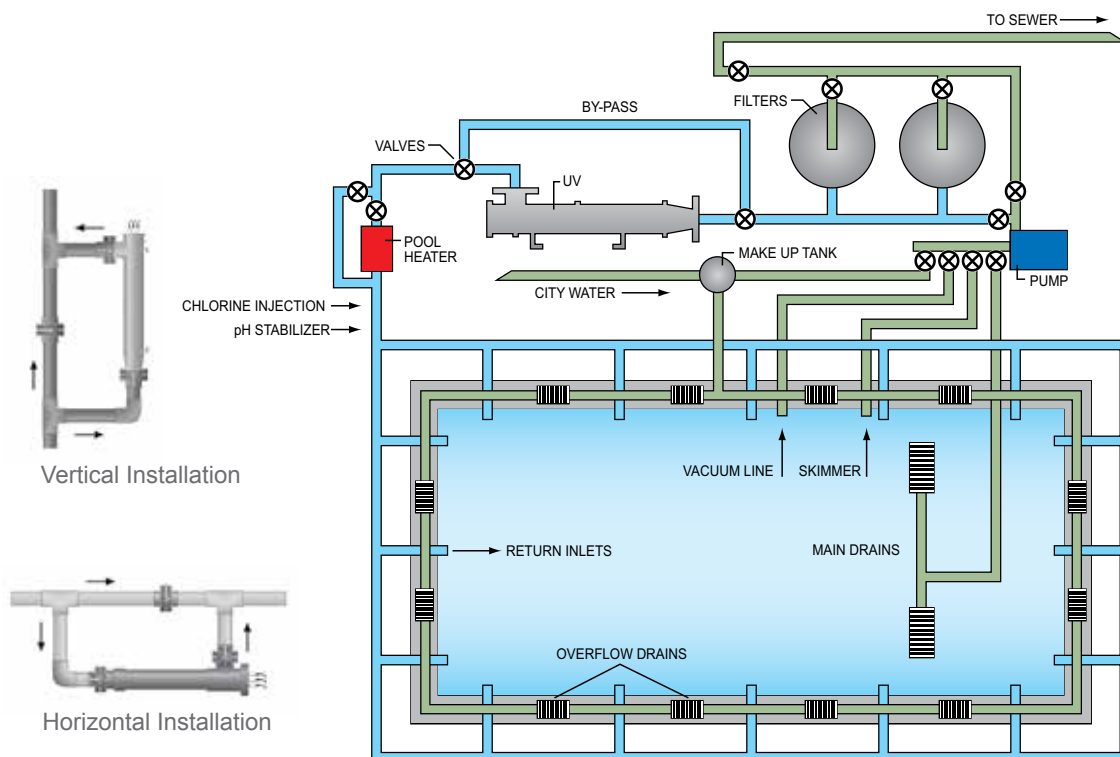 TO SEWER
FILTERS
BY-PASS
VALVES
UV
POOL
HEATER
MAKE UP TANK
CITY WATER
PUMP
CHLORINE INJECTION
pH STABILIZER
Vertical Installation
VACUUM LINE
SKIMMER
RETURN INLETS
MAIN DRAINS
OVERFLOW DRAINS
Horizontal Installation